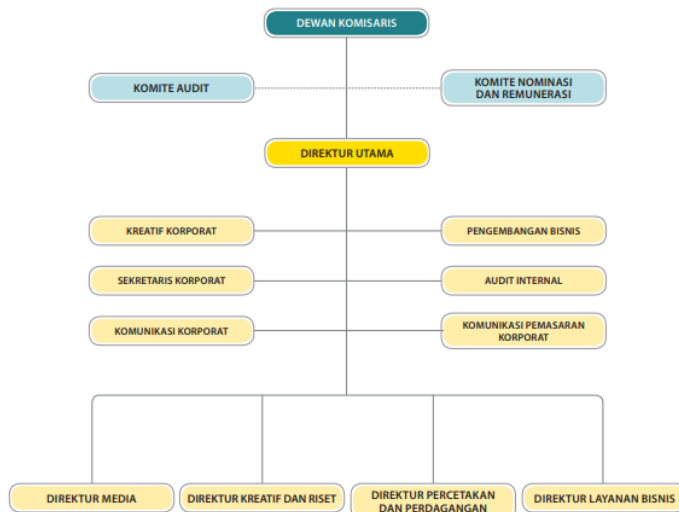 DEWAN KOMISARIS
KOMITE AUDIT
KOMITE NOMINASI
DAN REMUNERASI
DIREKTUR UTAMA
KREATIF KORPORAT
PENGEMBANGAN BISNIS
SEKRETARIS KORPORAT
AUDIT INTERNAL
KOMUNIKASI KORPORAT
KOMUNIKASI PEMASARAN
KORPORAT
DIREKTUR MEDIA
DIREKTUR KREATIF DAN RISET
DIREKTUR PERCETAKAN
DAN PERDAGANGAN
DIREKTUR LAYANAN BISNIS